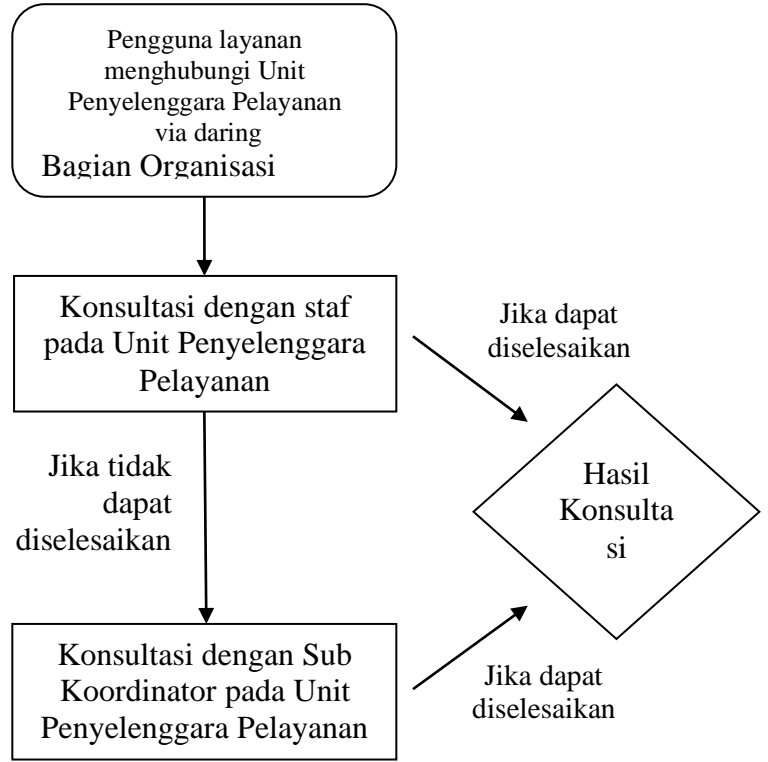 Pengguna layanan
menghubungi Unit
Penyelenggara Pelayanan
via daring
Bagian Organisasi
Konsultasi dengan staf
pada Unit Penyelenggara
Pelayanan
Jika dapat
diselesaikan
Jika tidak
dapat
diselesaikan
Hasil
Konsulta
si
Konsultasi dengan Sub
Koordinator pada Unit
Penyelenggara Pelayanan
Jika dapat
diselesaikan